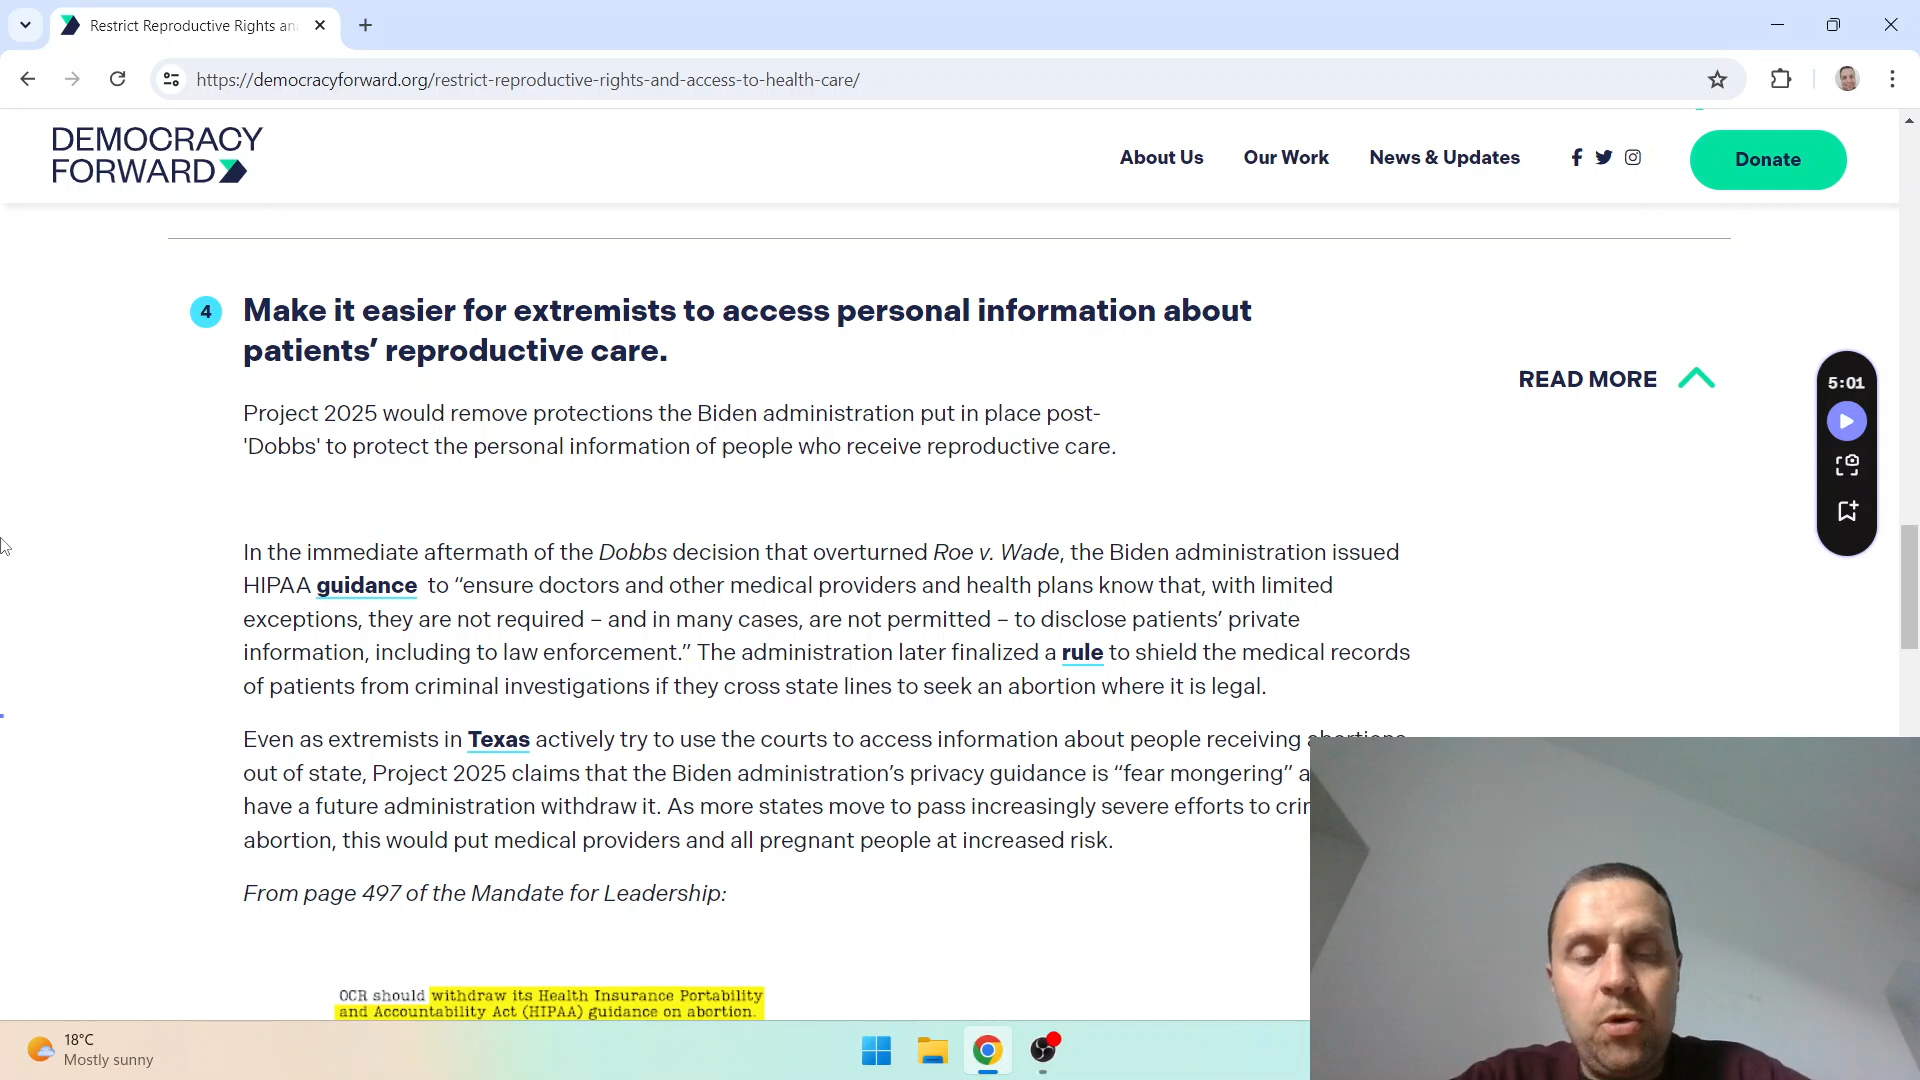 Restrict Reproductive Rights an
https://democracyforward.org/restrict-reproductive-rights-and-access-to-health-care/
DEMOCRACY
FORWARD
About Us
Our Work
News & Updates
Donate
4
Make it easier for extremists to access personal information about
patients' reproductive care.
READ MORE
5:01
Project 2025 would remove protections the Biden administration put in place post-
'Dobbs' to protect the personal information of people who receive reproductive care.
In the immediate aftermath of the Dobbs decision that overturned Roe v. Wade, the Biden administration issued
HIPAA guidance to “ensure doctors and other medical providers and health plans know that, with limited
exceptions, they are not required – and in many cases, are not permitted – to disclose patients’ private
information, including to law enforcement.” The administration later finalized a rule to shield the medical records
of patients from criminal investigations if they cross state lines to seek an abortion where it is legal.
Even as extremists in Texas actively try to use the courts to access information about people receiving abortions
out of state, Project 2025 claims that the Biden administration’s privacy guidance is “fear mongering” a
have a future administration withdraw it. As more states move to pass increasingly severe efforts to cri
abortion, this would put medical providers and all pregnant people at increased risk.
From page 497 of the Mandate for Leadership:
OCR should withdraw its Health Insurance Portability
and Accountability Act (HIPAA) guidance on abortion.
18°C
Mostly sunny